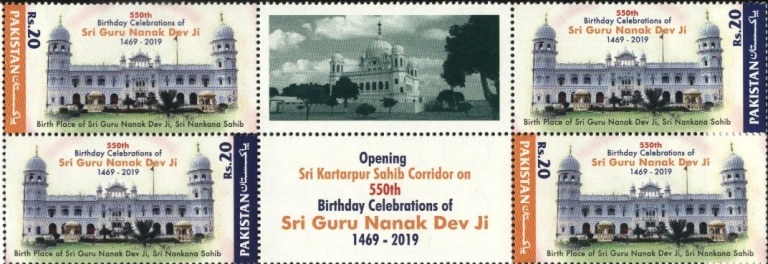 PAKISTAN پاکستان
Rs.20
550th
Birthday Celebrations of
Sri Guru Nanak Dev Ji
1469 - 2019
Birth Place of Sri Guru Nanak Dev Ji, Sri Nankana Sahib
550th
Birthday Celebrations of
Sri Guru Nanak Dev Ji
1469 - 2019
Birth Place of Sri Guru Nanak Dev Ji, Sri Nankana Sahib
Rs.20
PAKISTAN پاکستان
550th
Birthday Celebrations of
Sri Guru Nanak Dev Ji
1469 - 2019
Birth Place of Sri Guru Nanak Dev Ji, Sri Nankana Sahib
Rs.20
PAKISTAN پاکستان
Opening
Sri Kartarpur Sahib Corridor on
550th
Birthday Celebrations of
Sri Guru Nanak Dev Ji
1469 - 2019
PAKISTAN پاکستان
Rs.20
550th
Birthday Celebrations of
Sri Guru Nanak Dev Ji
1469 - 2019
Birth Place of Sri Guru Nanak Dev Ji, Sri Nankana Sahib